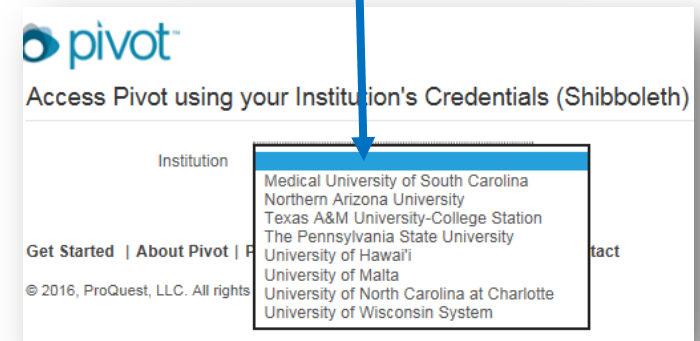 pivot™
Access Pivot using your Institution's Credentials (Shibboleth)
Institution
Medical University of South Carolina
Northern Arizona University
Texas A&M University-College Station
The Pennsylvania State University
University of Hawai'i
University of Malta
University of North Carolina at Charlotte
University of Wisconsin System
Get Started | About Pivot | P
tact
© 2016, ProQuest, LLC. All rights